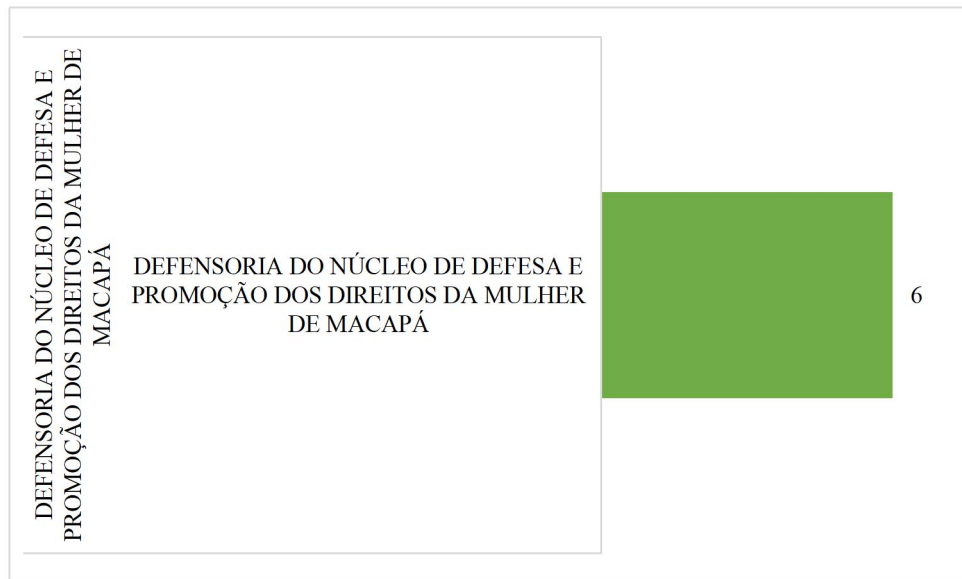 DEFENSORIA DO NÚCLEO DE DEFESA E
PROMOÇÃO DOS DIREITOS DA MULHER DE
MACAPÁ
DEFENSORIA DO NÚCLEO DE DEFESA E
PROMOÇÃO DOS DIREITOS DA MULHER
DE MACAPÁ
6